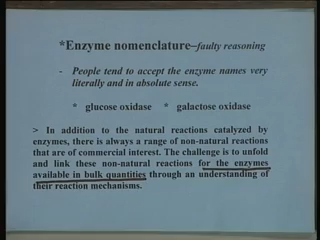 *Enzyme nomenclature–faulty reasoning
- People tend to accept the enzyme names very
literally and in absolute sense.
* glucose oxidase * galactose oxidase
> In addition to the natural reactions catalyzed by
enzymes, there is always a range of non-natural reactions
that are of commercial interest. The challenge is to unfold
and link these non-natural reactions for the enzymes
available in bulk quantities through an understanding of
their reaction mechanisms.